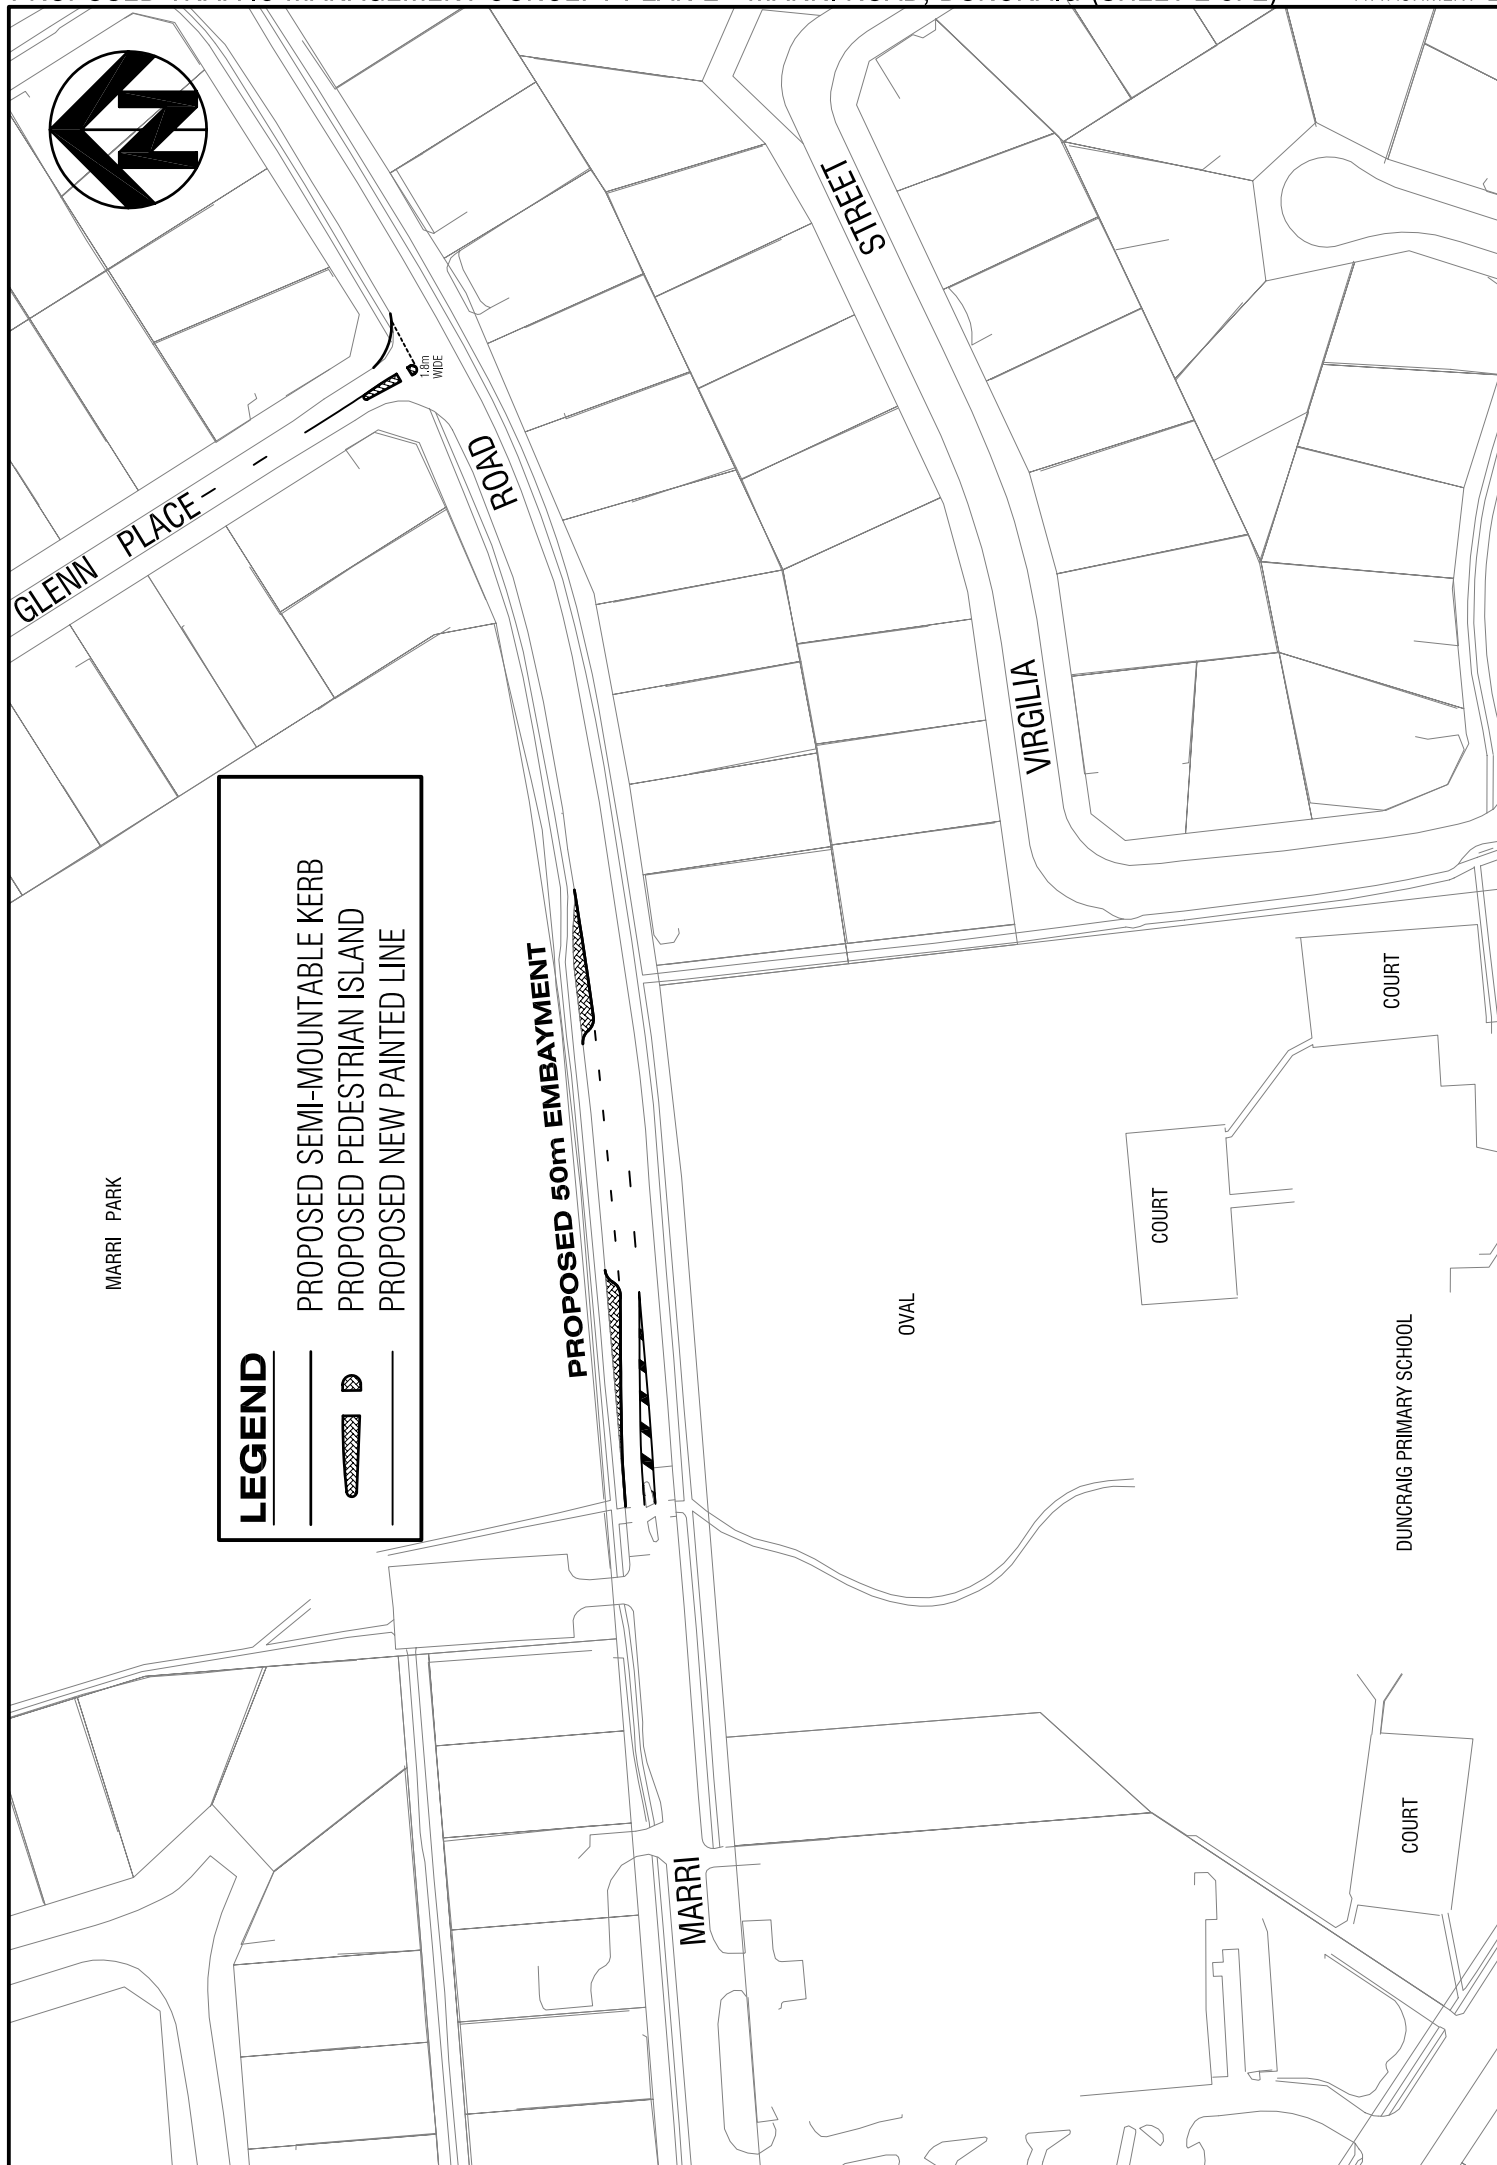 N
GLENN PLACE
1.8m
WIDE
ROAD
STREET
VIRGILIA
MARRI PARK
LEGEND
PROPOSED SEMI-MOUNTABLE KERB
PROPOSED PEDESTRIAN ISLAND
PROPOSED NEW PAINTED LINE
PROPOSED 50m EMBAYMENT
OVAL
COURT
COURT
DUNCRAIG PRIMARY SCHOOL
COURT
MARRI